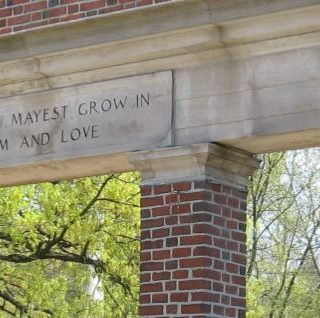 MAYEST GROW IN
AND LOVE